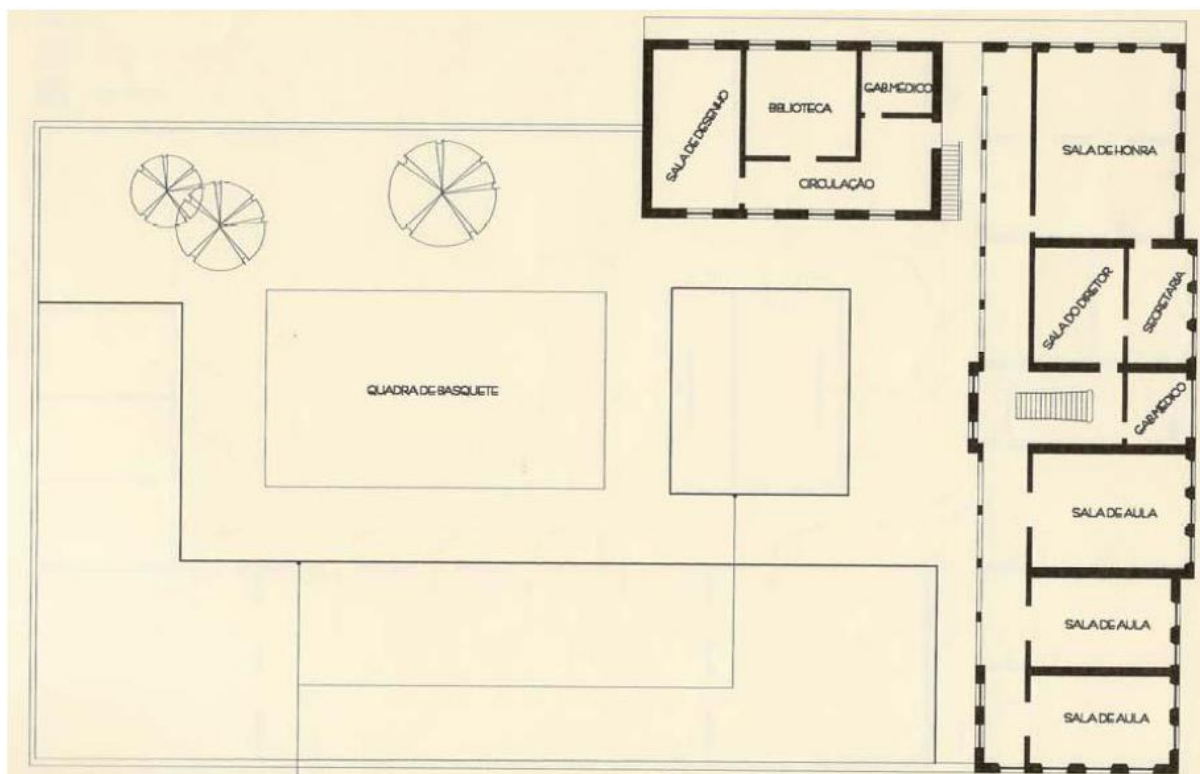 GAB.MÉDICO
BIBLIOTECA
SALA DE DESENHO
CIRCULAÇÃO
SALA DE HONRA
SALA DO DIRETOR
SECRETARIA
QUADRA DE BASQUETE
GAB.MÉDICO
SALA DE AULA
SALA DE AULA
SALA DE AULA